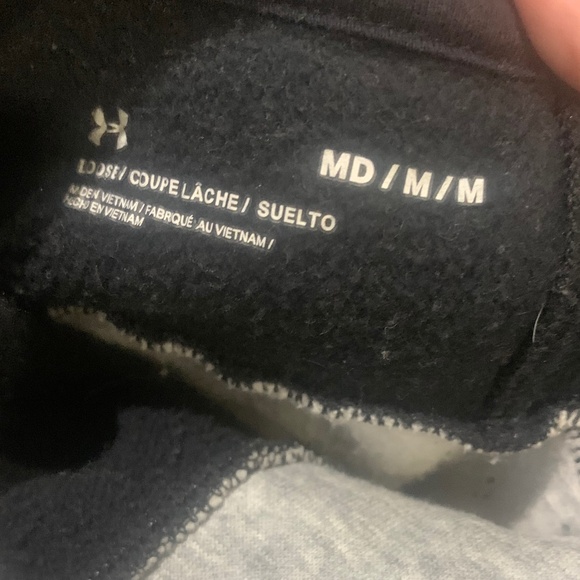 MD / M / M
LOOSE / COUPE LÂCHE / SUELTO
MADE IN VIETNAM / FABRIQUÉ AU VIETNAM /
HECHO EN VIETNAM